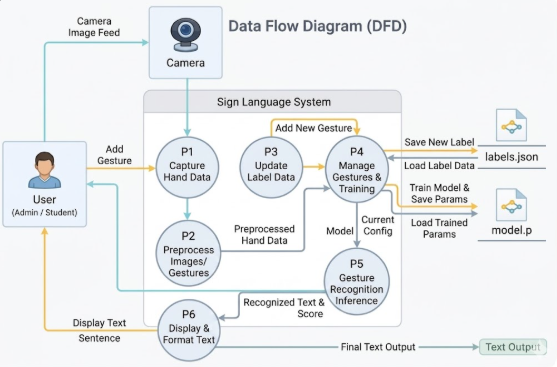 Camera
Image Feed
Data Flow Diagram (DFD)
Camera
Sign Language System
Add New Gesture
Add
Gesture
P1
Capture
Hand Data
P3
Update
Label Data
P4
Manage
Gestures &
Training
Save New Label
Load Label Data
labels.json
User
(Admin / Student)
Train Model &
Save Params
Load Trained
Params
model.p
P2
Preprocess
Images/
Gestures
Preprocessed
Hand Data
Model
Current
Config
P5
Gesture
Recognition
Inference
Recognized Text &
Score
P6
Display &
Format Text
Display Text
Sentence
Final Text Output
Text Output